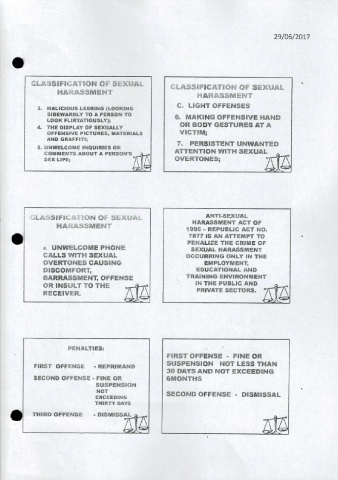 29/06/2017
CLASSIFICATION OF SEXUAL
HARASSMENT
3. MALICIOUS LEERING (LOOKING
SIDEWARDLY TO A PERSON TO
LOOK FLIRTATIOUSLY);
4. THE DISPLAY OF SEXUALLY
OFFENSIVE PICTURES, MATERIALS
AND GRAFFITI;
5. UNWELCOME INQUIRIES OR
COMMENTS ABOUT A PERSON'S
SEX LIFE;
CLASSIFICATION OF SEXUAL
HARASSMENT
C. LIGHT OFFENSES
6. MAKING OFFENSIVE HAND
OR BODY GESTURES AT A
VICTIM;
7. PERSISTENT UNWANTED
ATTENTION WITH SEXUAL
OVERTONES;
CLASSIFICATION OF SEXUAL
HARASSMENT
UNWELCOME PHONE
CALLS WITH SEXUAL
OVERTONES CAUSING
DISCOMFORT,
BARRASSMENT, OFFENSE
OR INSULT TO THE
RECEIVER.
ANTI-SEXUAL
HARASSMENT ACT OF
1995 - REPUBLIC ACT NO.
7877 IS AN ATTEMPT TO
PENALIZE THE CRIME OF
SEXUAL HARASSMENT
OCCURRING ONLY IN THE
EMPLOYMENT,
EDUCATIONAL AND
TRAINING ENVIRONMENT
IN THE PUBLIC AND
PRIVATE SECTORS.
PENALTIES:
FIRST OFFENSE - REPRIMAND
SECOND OFFENSE - FINE OR
SUSPENSION
NOT
EXCEEDING
THIRTY DAYS
THIRD OFFENSE - DISMISSAL
FIRST OFFENSE - FINE OR
SUSPENSION NOT LESS THAN
30 DAYS AND NOT EXCEEDING
6MONTHS
SECOND OFFENSE - DISMISSAL